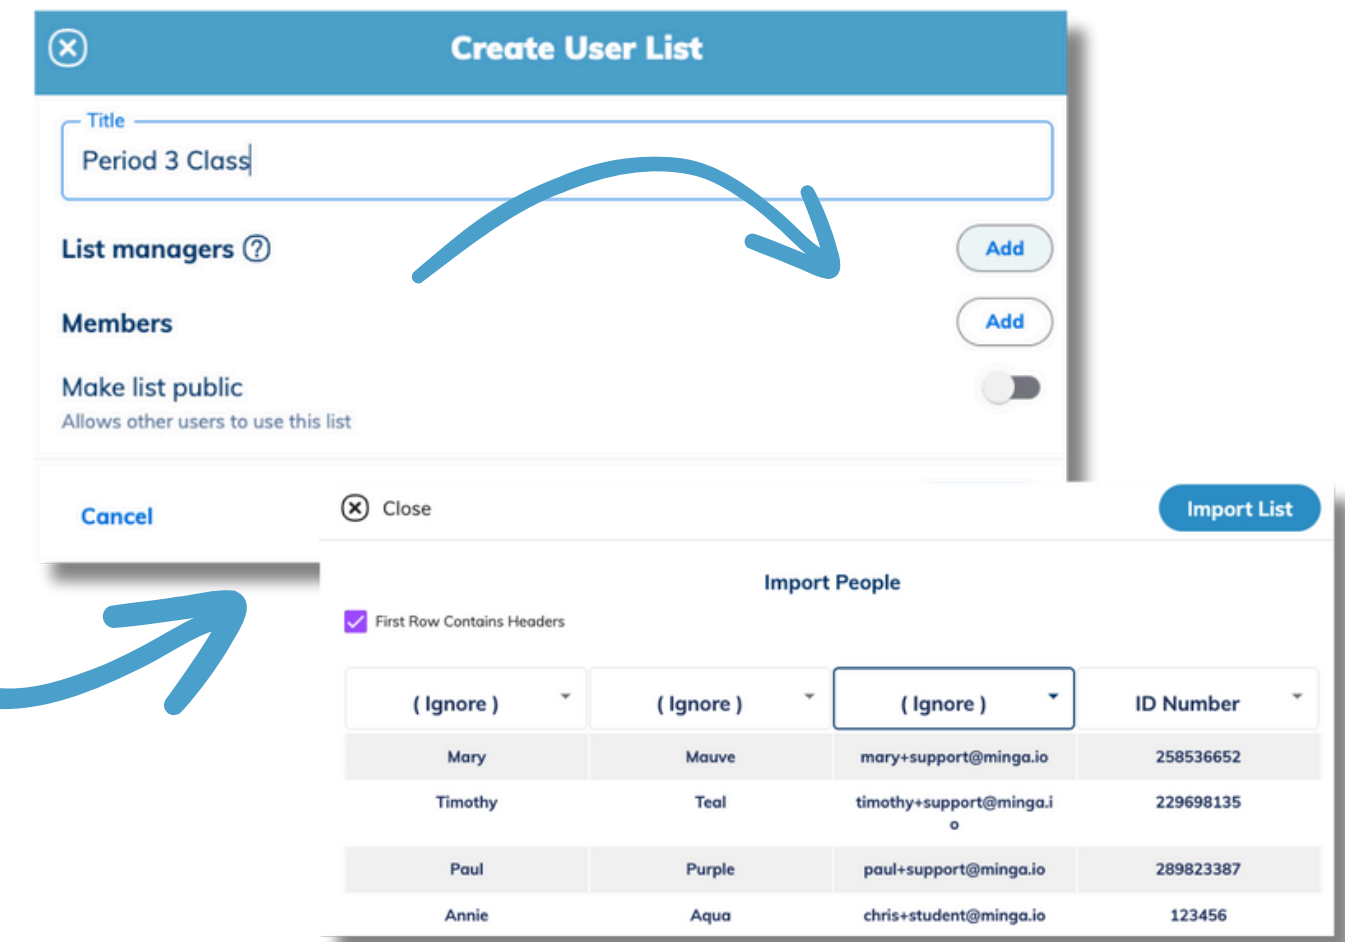 Create User List
Title
Period 3 Class
List managers ?
Add
Members
Add
Make list public
Allows other users to use this list
Cancel
Close
Import List
Import People
First Row Contains Headers
( Ignore ) ( Ignore ) ( Ignore ) ID Number
Mary Mauve mary+support@minga.io 258536652
Timothy Teal timothy+support@minga.i 229698135
o
Paul Purple paul+support@minga.io 289823387
Annie Aqua chris+student@minga.io 123456